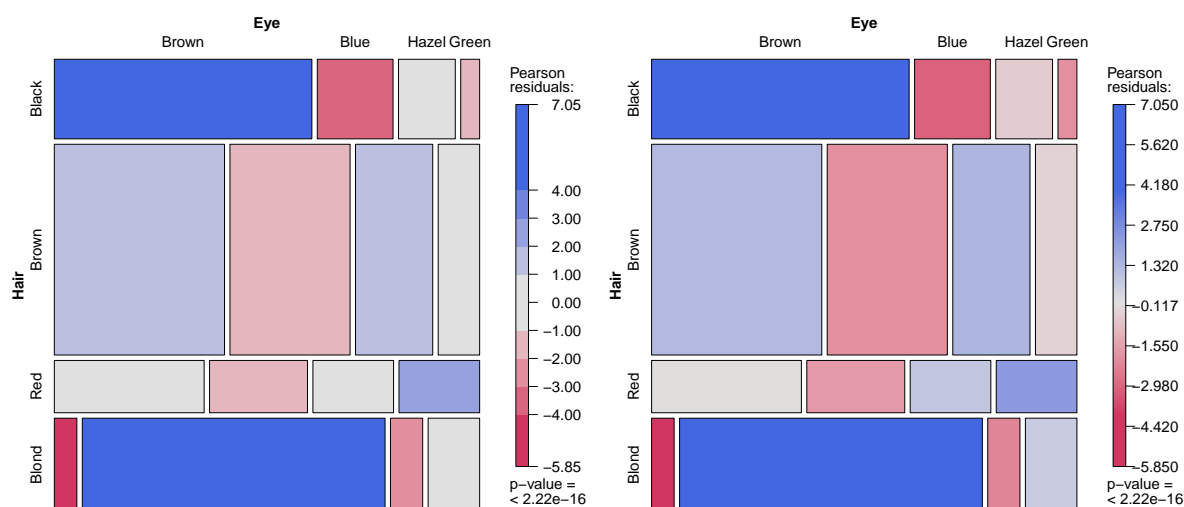 Eye
Brown Blue Hazel Green
Hair
Black
Brown
Red
Blond
Pearson
residuals:
7.05
4.00
3.00
2.00
1.00
0.00
−1.00
−2.00
−3.00
−4.00
−5.85
p−value =
< 2.22e−16
Eye
Brown Blue Hazel Green
Hair
Black
Brown
Red
Blond
Pearson
residuals:
7.050
5.620
4.180
2.750
1.320
−0.117
−1.550
−2.980
−4.420
−5.850
p−value =
< 2.22e−16